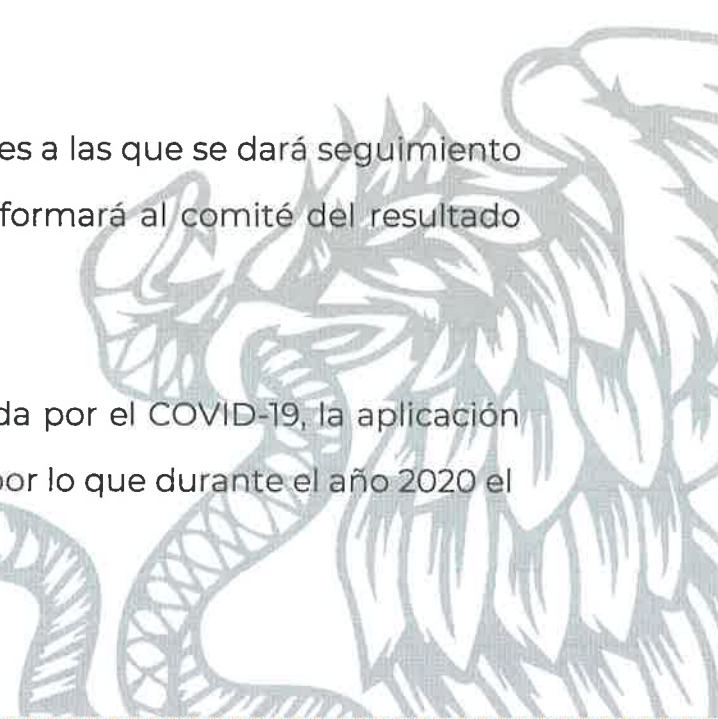 es a las que se dará seguimiento
formará al comité del resultado
da por el COVID-19, la aplicación
por lo que durante el año 2020 el